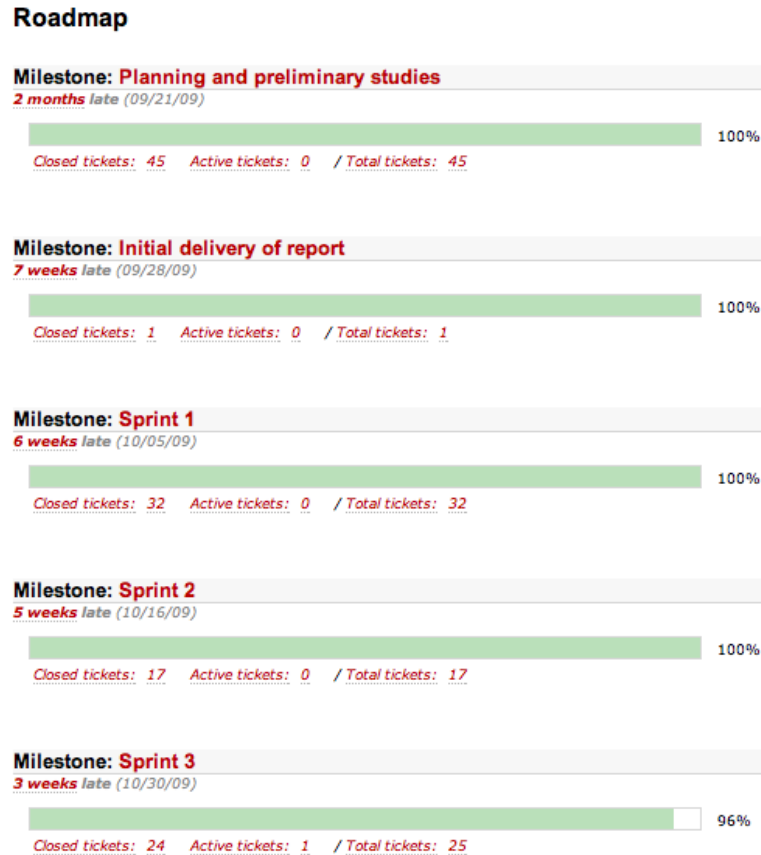 Roadmap
Milestone: Planning and preliminary studies
2 months late (09/21/09)
100%
Closed tickets: 45 Active tickets: 0 / Total tickets: 45
Milestone: Initial delivery of report
7 weeks late (09/28/09)
100%
Closed tickets: 1 Active tickets: 0 / Total tickets: 1
Milestone: Sprint 1
6 weeks late (10/05/09)
100%
Closed tickets: 32 Active tickets: 0 / Total tickets: 32
Milestone: Sprint 2
5 weeks late (10/16/09)
100%
Closed tickets: 17 Active tickets: 0 / Total tickets: 17
Milestone: Sprint 3
3 weeks late (10/30/09)
96%
Closed tickets: 24 Active tickets: 1 / Total tickets: 25